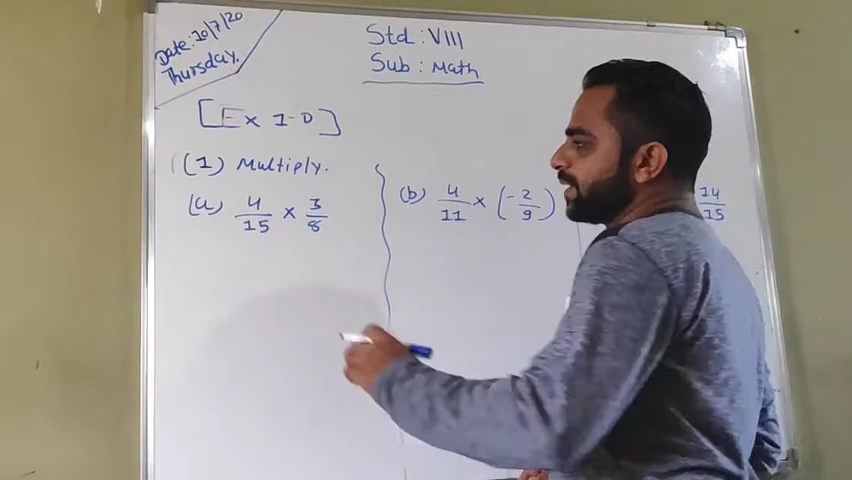 Date: 10/7/20
Thursday.
Std : VIII
Sub : Math
[Ex 1-D]
(1) Multiply.
(a) 4/15 × 3/8
(b) 4/11 × (-2/9)
14/15